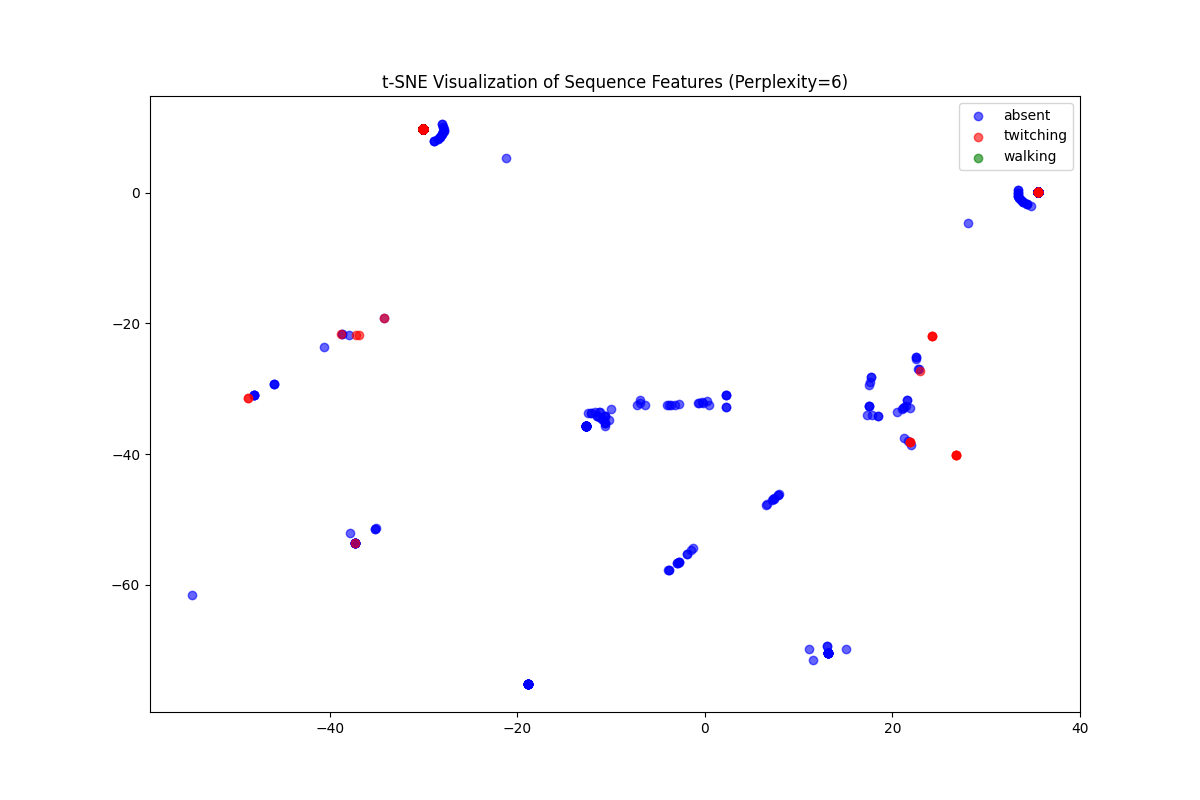 t-SNE Visualization of Sequence Features (Perplexity=6)
absent
twitching
walking
0
−20
−40
−60
−40
−20
0
20
40